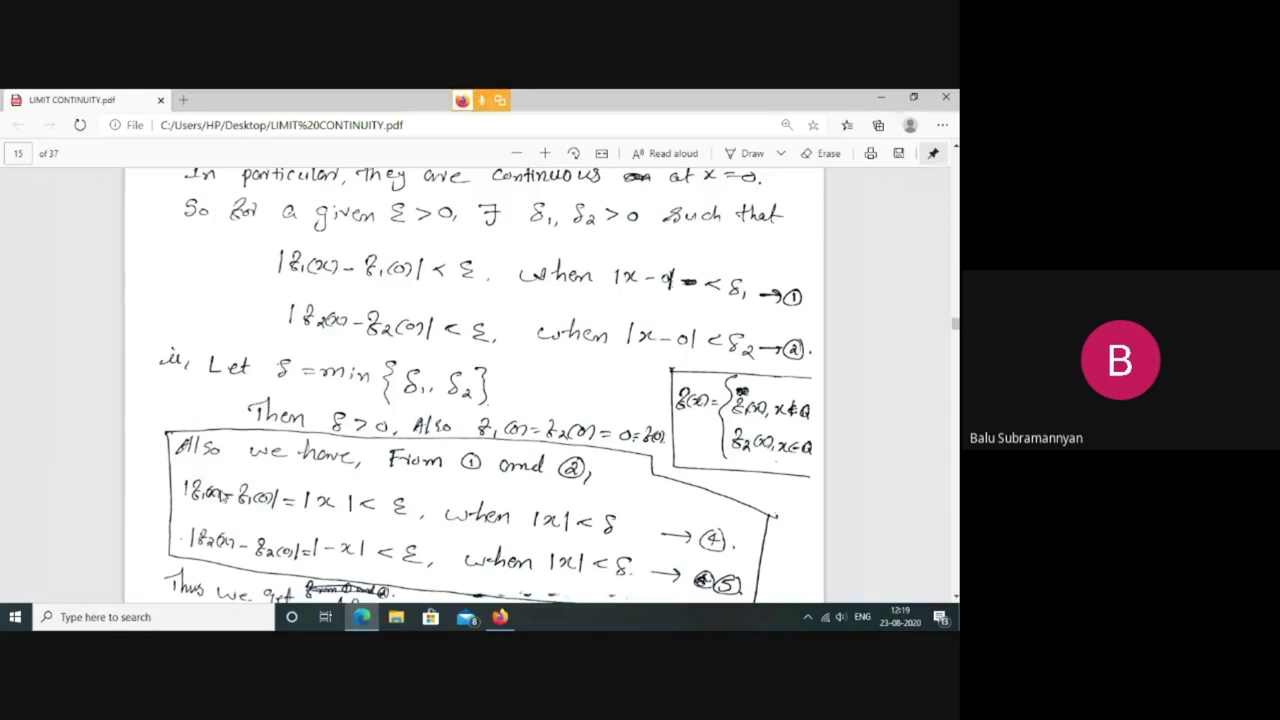 LIMIT CONTINUITY.pdf
File | C:/Users/HP/Desktop/LIMIT%20CONTINUITY.pdf
15 of 37
Read aloud
Draw
Erase
In particular, they are continuous at x=0.
So for a given ε > 0, ∃ δ₁, δ₂ > 0 such that
|f₁(x) - f₁(0)| < ε, when |x-0| < δ₁ → ①
|f₂(x) - f₂(0)| < ε, when |x-0| < δ₂ → ②.
Let δ = min {δ₁, δ₂}
Then δ > 0, Also f₁(0) = f₂(0) = 0 = f(0).
f(x) = { f₁(x), x∉Q
f₂(x), x∈Q
Also we have, From ① and ②,
|f₁(x) - f₁(0)| = |x| < ε, when |x| < δ → ④.
|f₂(x) - f₂(0)| = |-x| < ε, when |x| < δ. → ⑤
Thus we get
Balu Subramannyan
B
Type here to search
8
ENG
12:19
23-08-2020
13